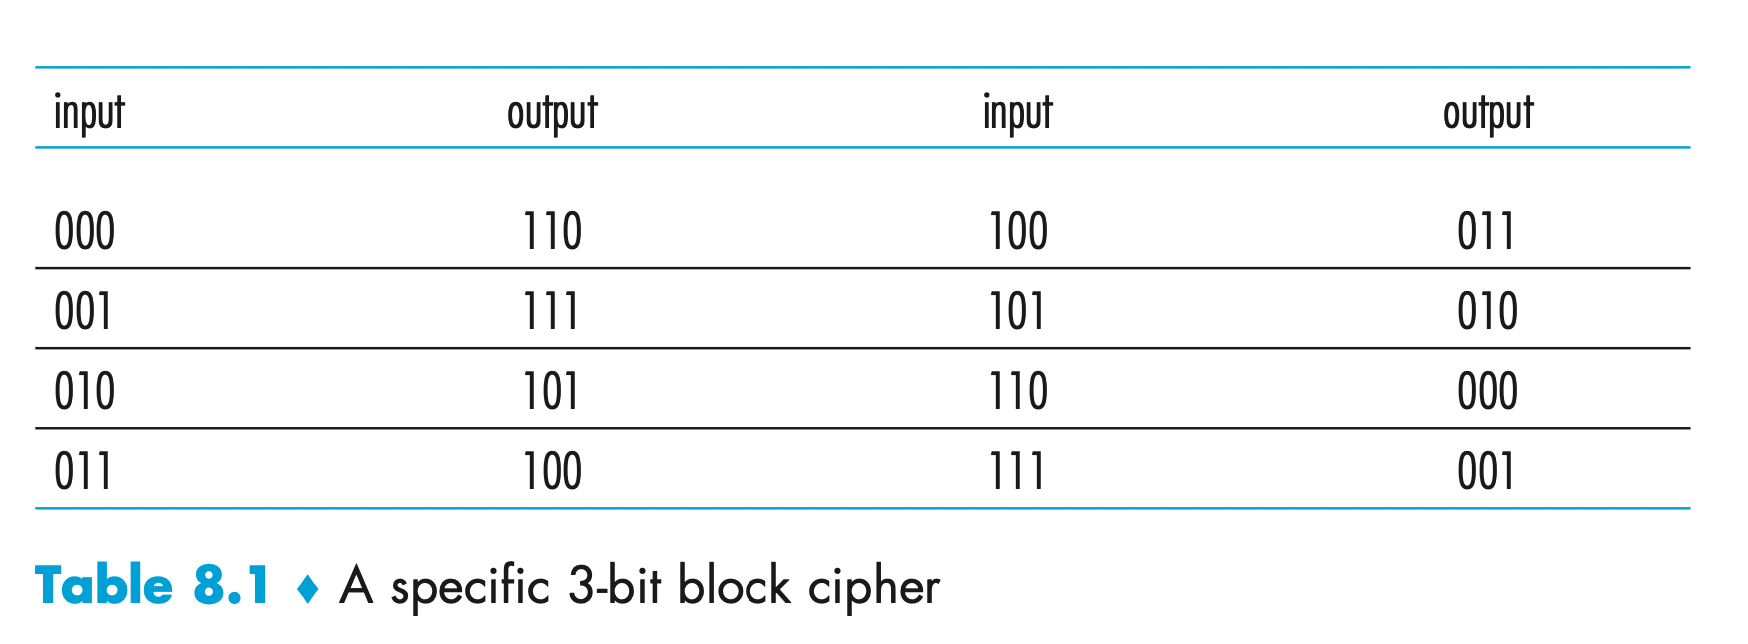 input output input output
000 110 100 011
001 111 101 010
010 101 110 000
011 100 111 001
Table 8.1 ♦ A specific 3-bit block cipher